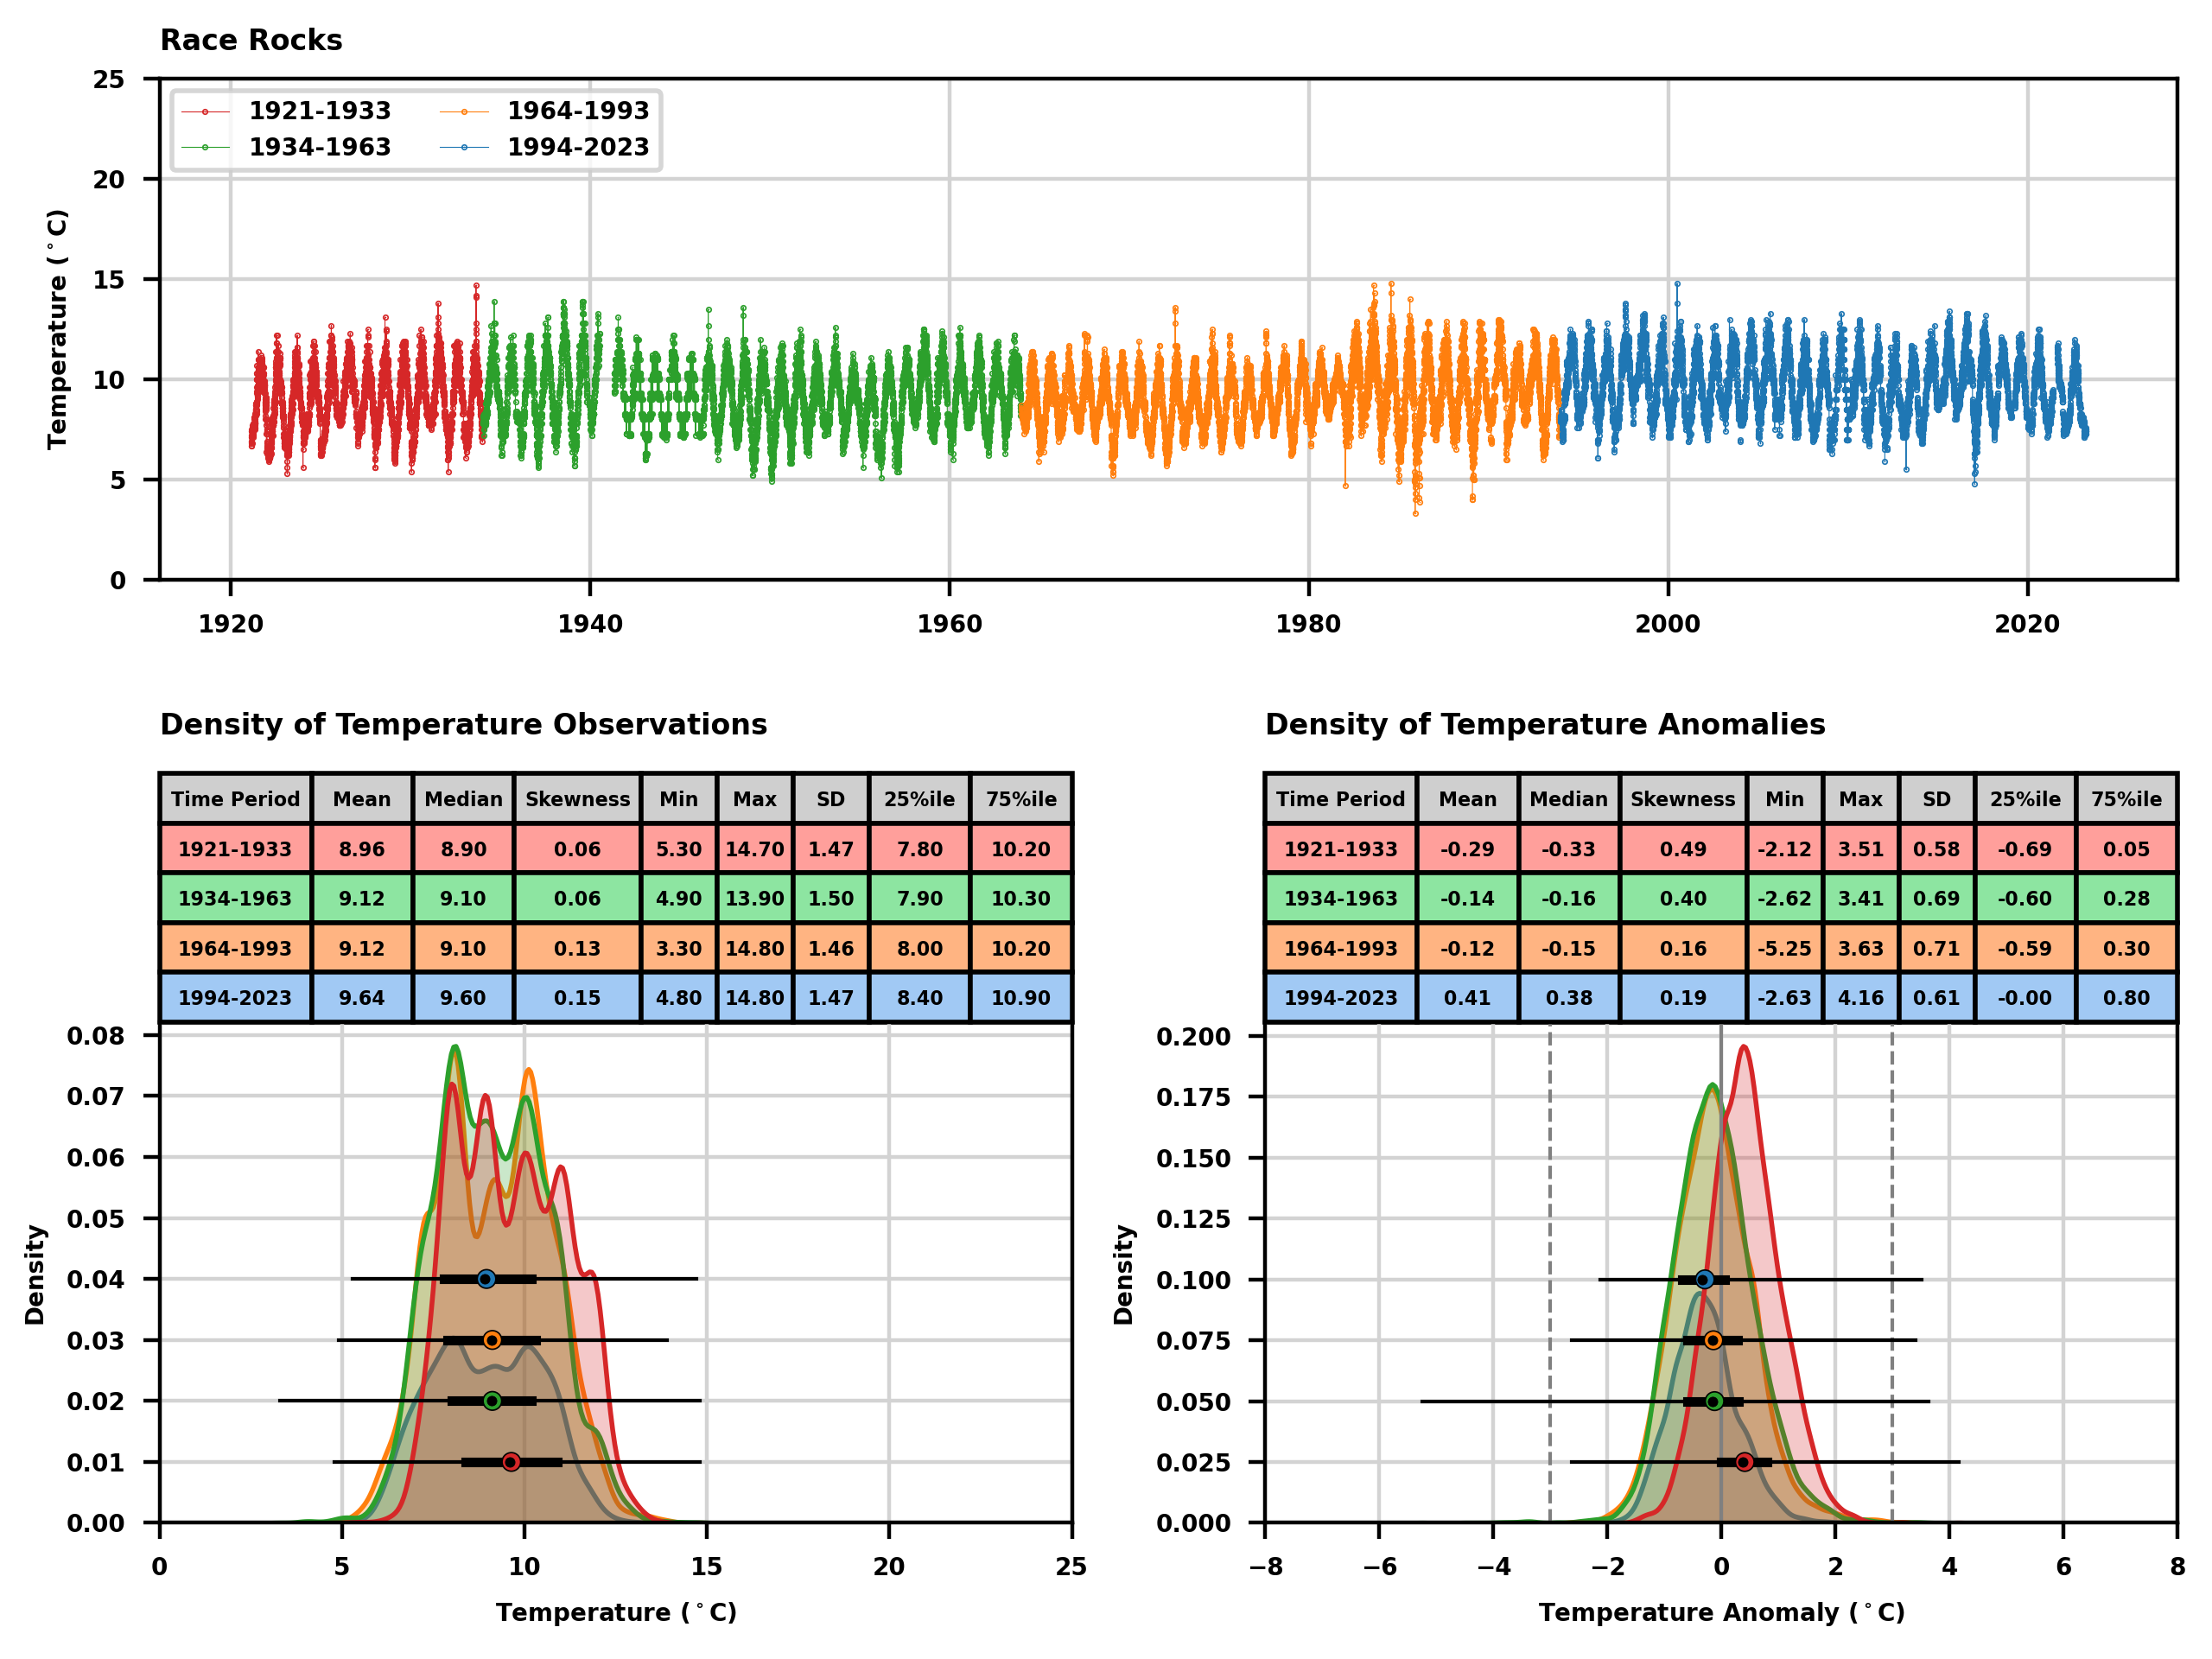 Race Rocks
25
20
15
10
5
0
Temperature (°C)
1921-1933 1964-1993
1934-1963 1994-2023
1920 1940 1960 1980 2000 2020
Density of Temperature Observations
Time Period Mean Median Skewness Min Max SD 25%ile 75%ile
1921-1933 8.96 8.90 0.06 5.30 14.70 1.47 7.80 10.20
1934-1963 9.12 9.10 0.06 4.90 13.90 1.50 7.90 10.30
1964-1993 9.12 9.10 0.13 3.30 14.80 1.46 8.00 10.20
1994-2023 9.64 9.60 0.15 4.80 14.80 1.47 8.40 10.90
0.08
0.07
0.06
0.05
0.04
0.03
0.02
0.01
0.00
Density
0 5 10 15 20 25
Temperature (°C)
Density of Temperature Anomalies
Time Period Mean Median Skewness Min Max SD 25%ile 75%ile
1921-1933 -0.29 -0.33 0.49 -2.12 3.51 0.58 -0.69 0.05
1934-1963 -0.14 -0.16 0.40 -2.62 3.41 0.69 -0.60 0.28
1964-1993 -0.12 -0.15 0.16 -5.25 3.63 0.71 -0.59 0.30
1994-2023 0.41 0.38 0.19 -2.63 4.16 0.61 -0.00 0.80
0.200
0.175
0.150
0.125
0.100
0.075
0.050
0.025
0.000
Density
−8 −6 −4 −2 0 2 4 6 8
Temperature Anomaly (°C)